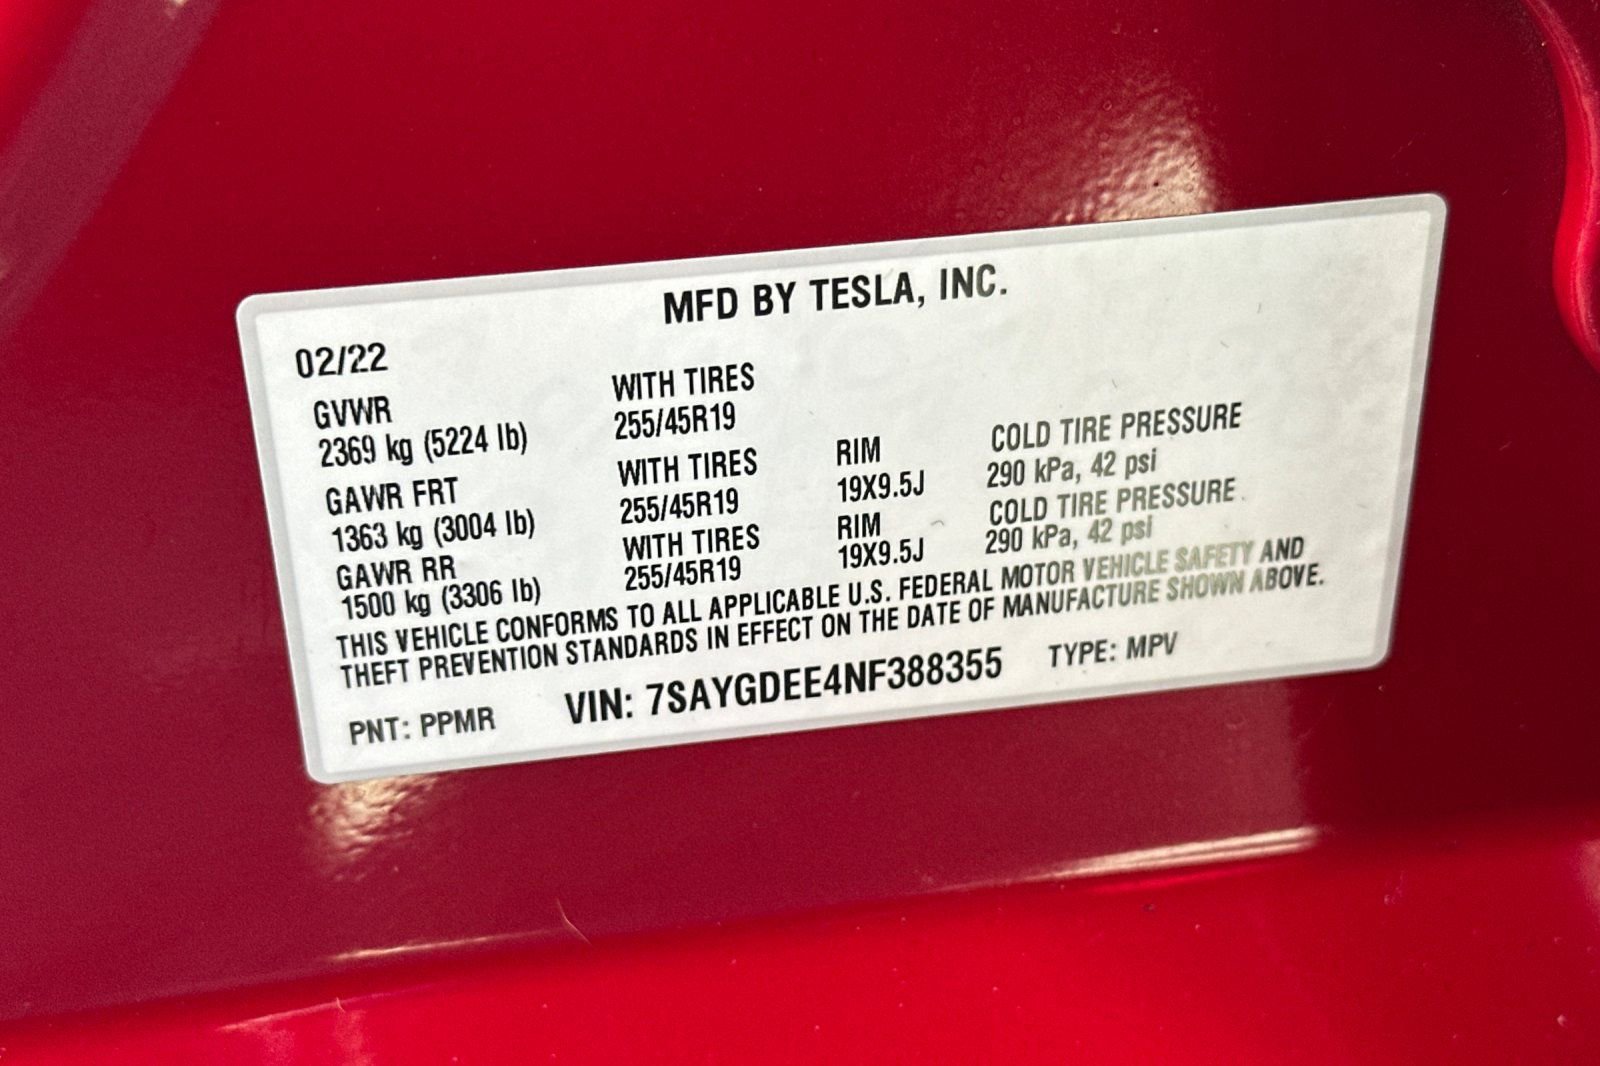 MFD BY TESLA, INC.
02/22
GVWR WITH TIRES
2369 kg (5224 lb) 255/45R19
GAWR FRT WITH TIRES RIM COLD TIRE PRESSURE
1363 kg (3004 lb) 255/45R19 19X9.5J 290 kPa, 42 psi
GAWR RR WITH TIRES RIM COLD TIRE PRESSURE
1500 kg (3306 lb) 255/45R19 19X9.5J 290 kPa, 42 psi
THIS VEHICLE CONFORMS TO ALL APPLICABLE U.S. FEDERAL MOTOR VEHICLE SAFETY AND
THEFT PREVENTION STANDARDS IN EFFECT ON THE DATE OF MANUFACTURE SHOWN ABOVE.
PNT: PPMR VIN: 7SAYGDEE4NF388355 TYPE: MPV